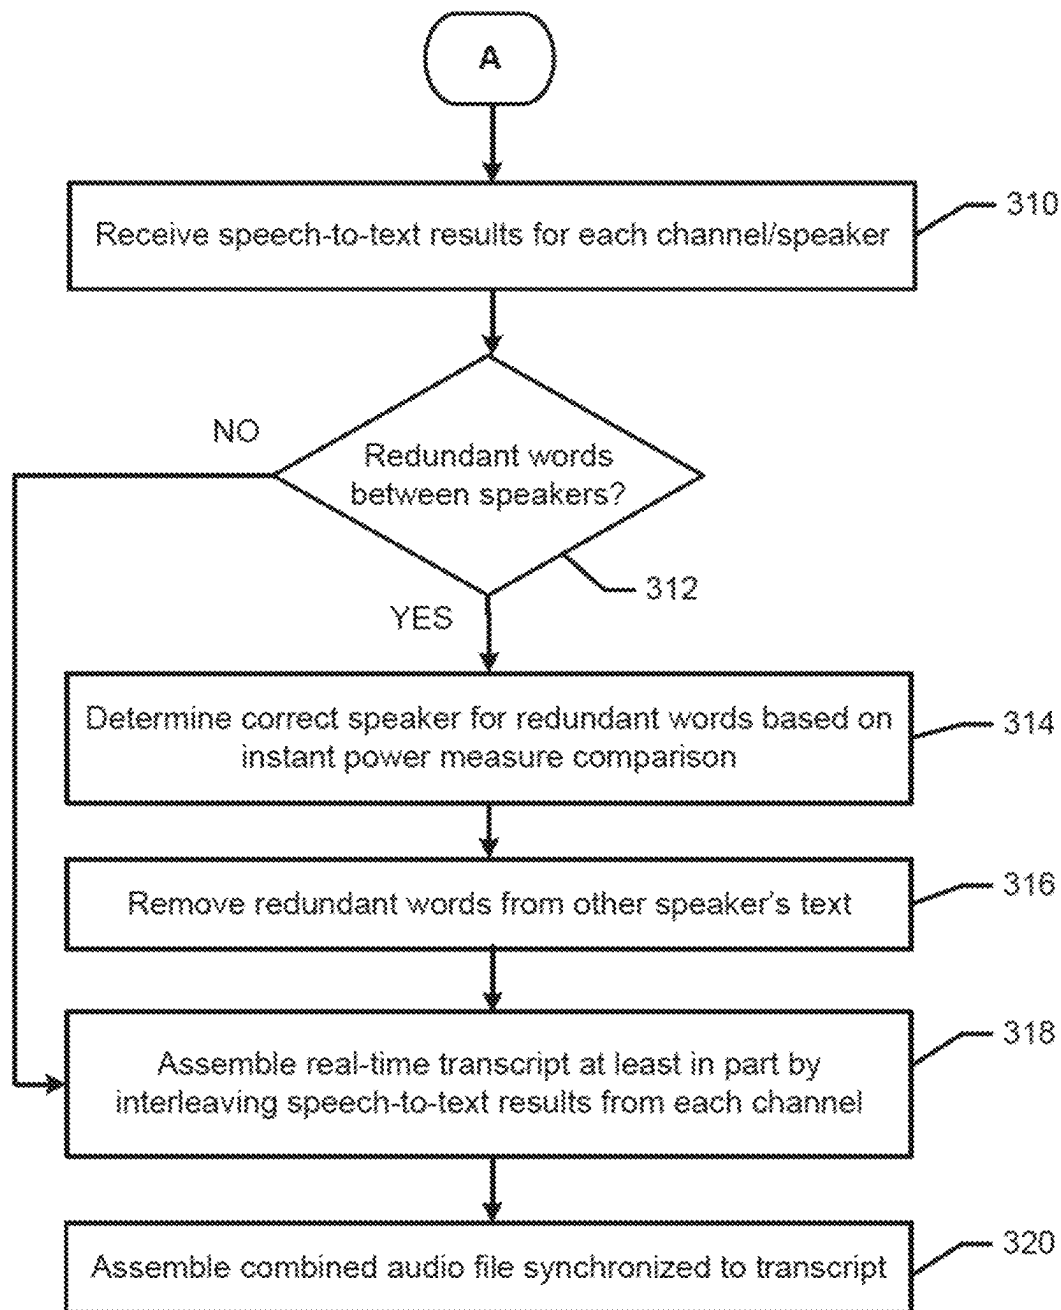 A
Receive speech-to-text results for each channel/speaker
310
NO
Redundant words
between speakers?
312
YES
Determine correct speaker for redundant words based on
instant power measure comparison
314
Remove redundant words from other speaker's text
316
Assemble real-time transcript at least in part by
interleaving speech-to-text results from each channel
318
Assemble combined audio file synchronized to transcript
320